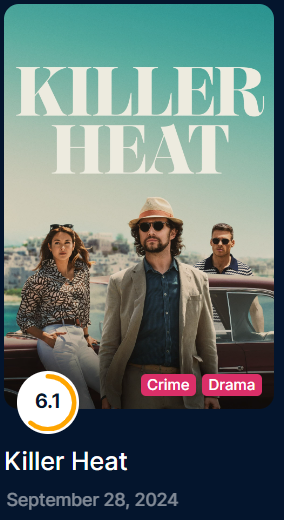 KILLER
HEAT
Crime Drama
6.1
Killer Heat
September 28, 2024